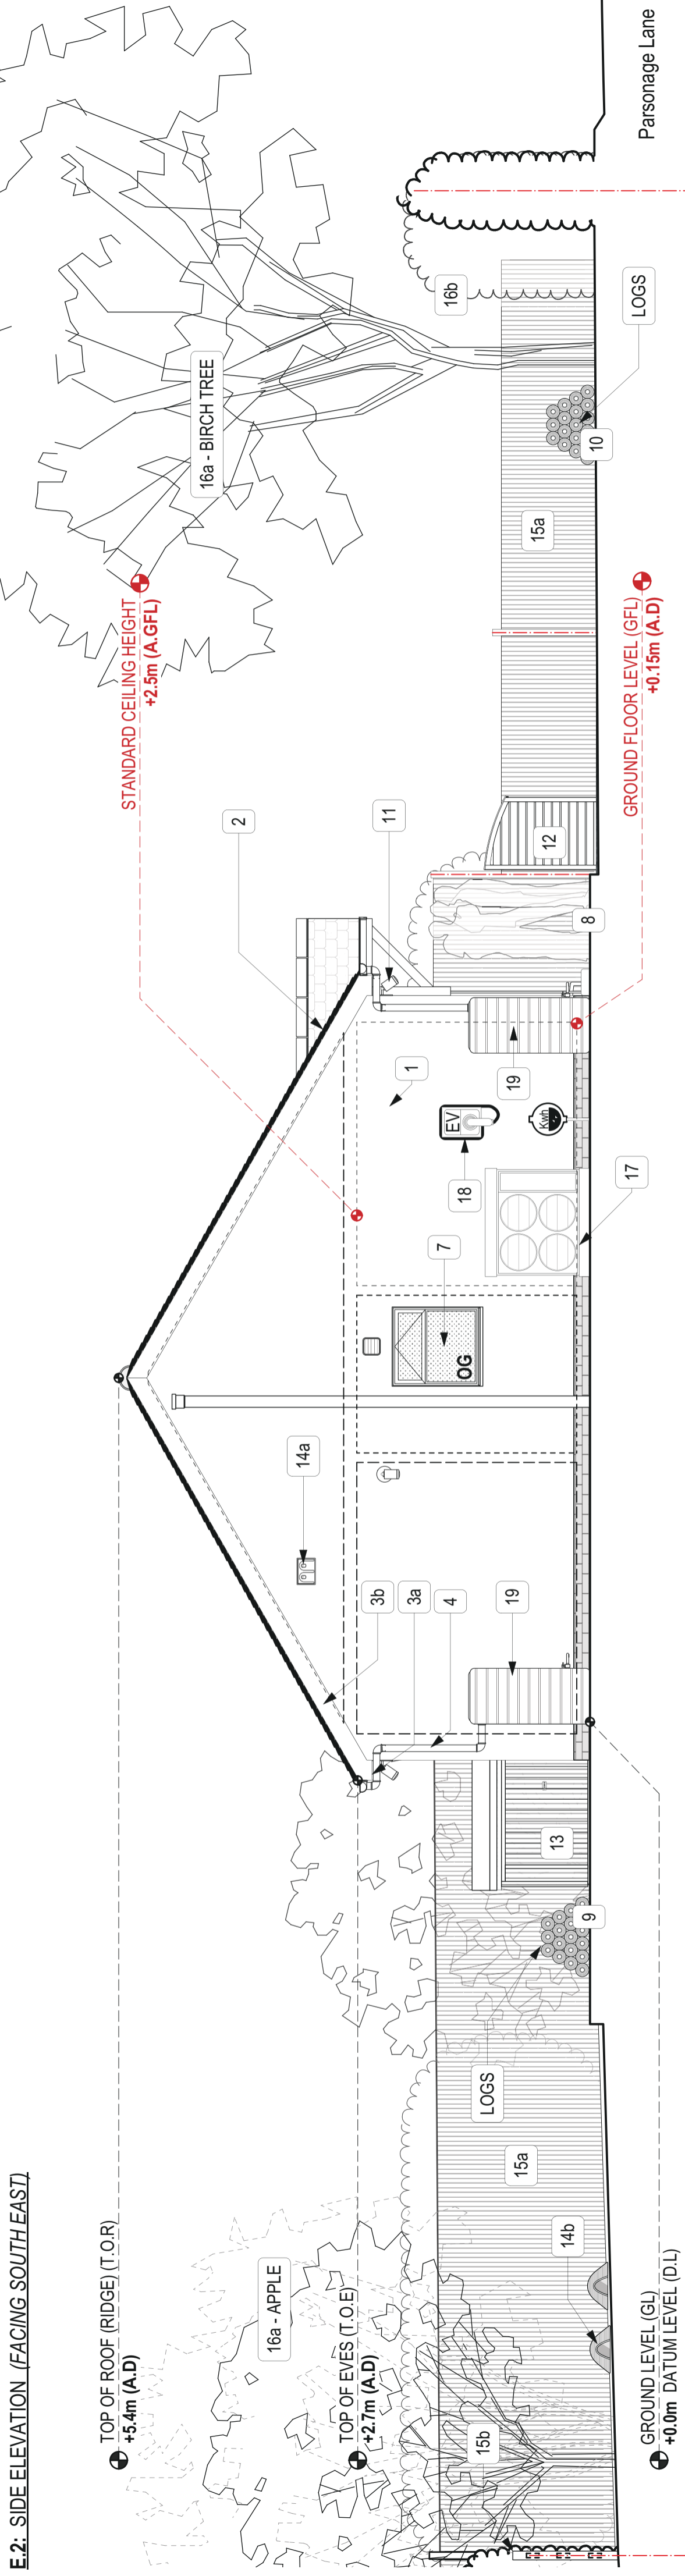 E.2: SIDE ELEVATION (FACING SOUTH EAST)
TOP OF ROOF (RIDGE) (T.O.R)
+5.4m (A.D)
16a - APPLE
TOP OF EVES (T.O.E)
+2.7m (A.D)
15b
14b
15a
LOGS
9
13
GROUND LEVEL (GL)
+0.0m DATUM LEVEL (D.L)
14a
3b
3a
4
19
7
OG
18
EV
Kwh
17
1
19
2
11
8
12
STANDARD CEILING HEIGHT
+2.5m (A.GFL)
GROUND FLOOR LEVEL (GFL)
+0.15m (A.D)
16a - BIRCH TREE
15a
10
LOGS
16b
Parsonage Lane